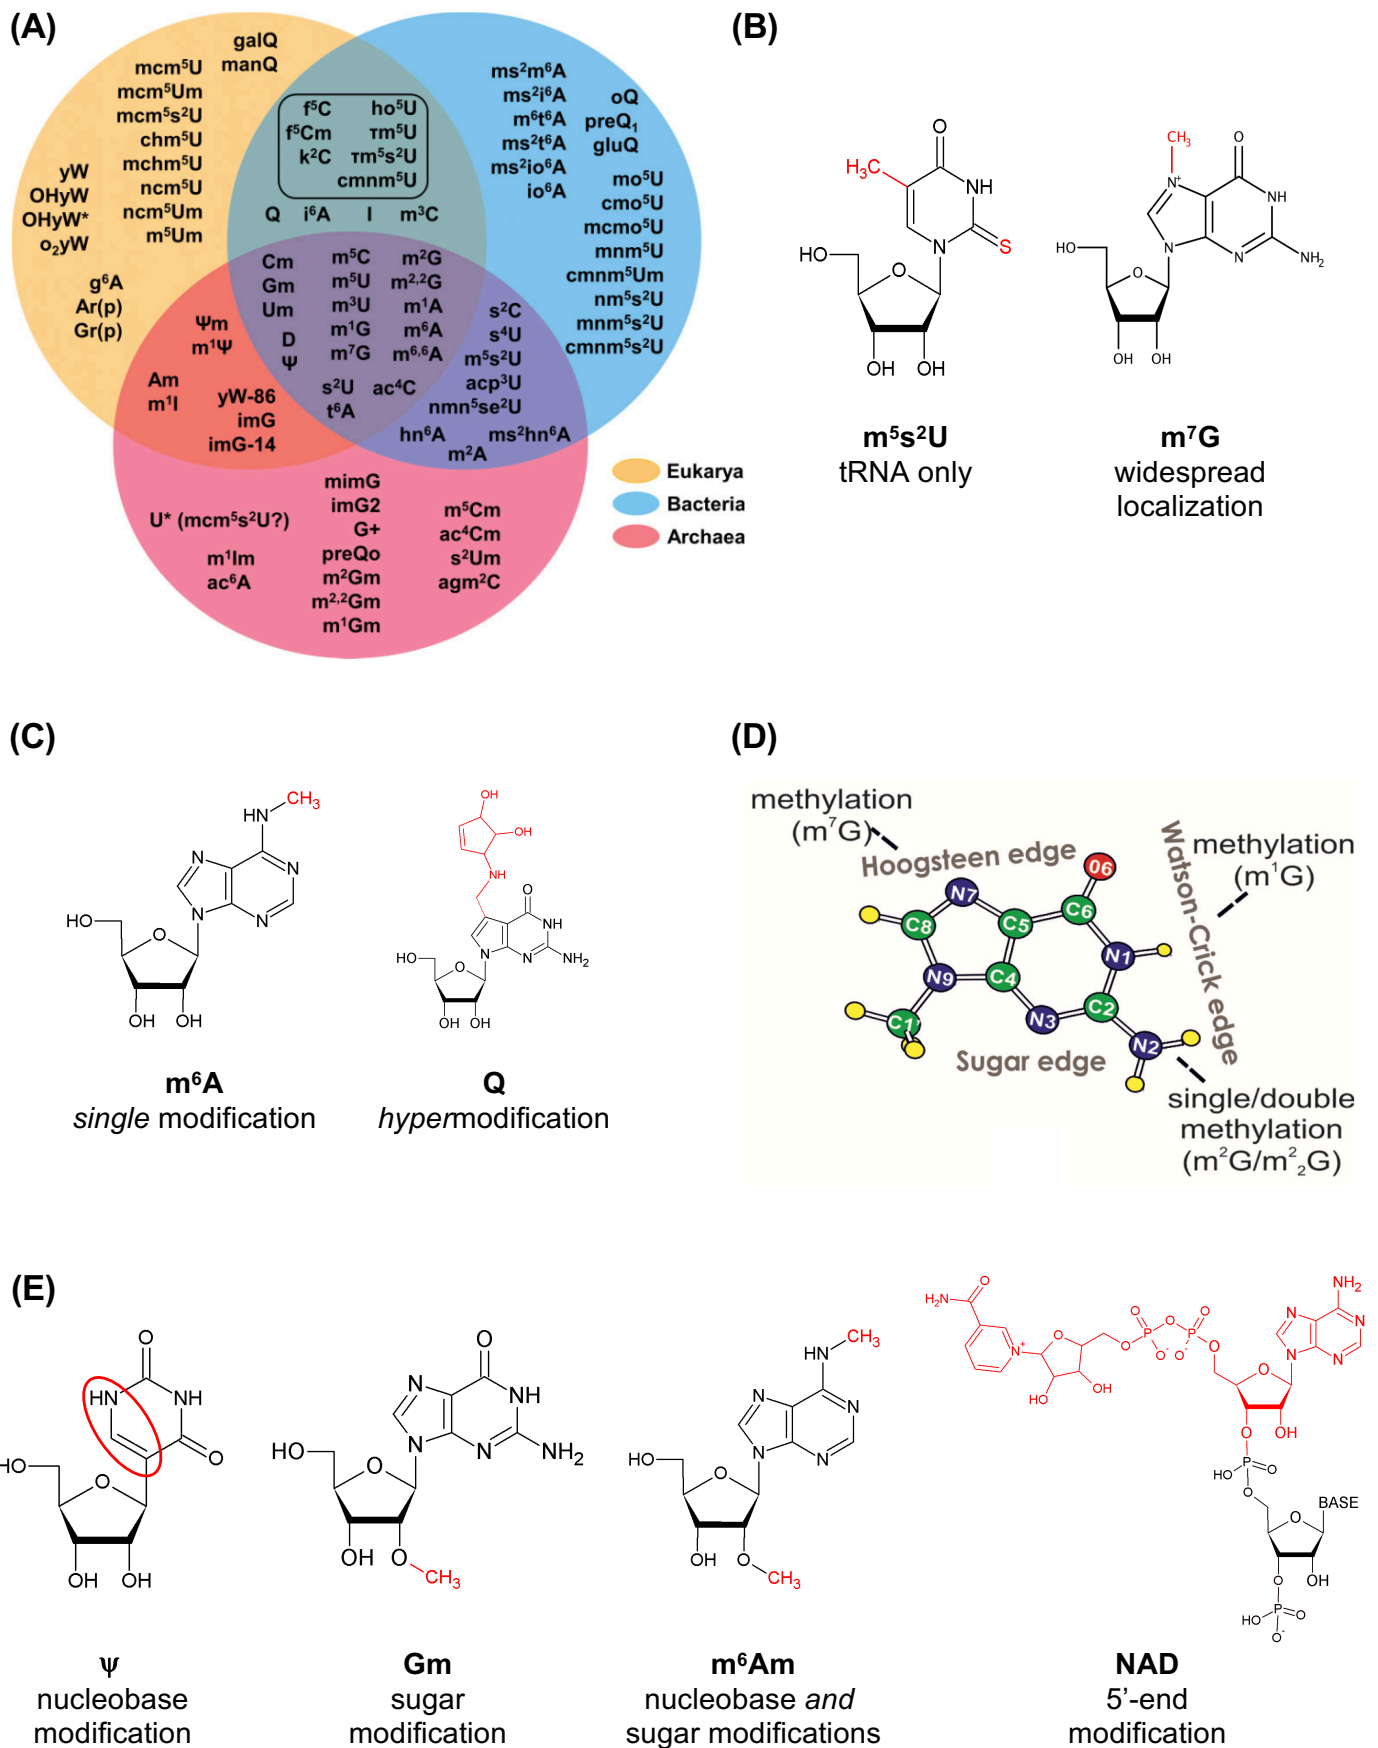 (A)
galQ
manQ
mcm⁵U
mcm⁵Um
mcm⁵s²U
chm⁵U
mchm⁵U
ncm⁵U
ncm⁵Um
m⁵Um
yW
OHyW
OHyW*
o₂yW
g⁶A
Ar(p)
Gr(p)
f⁵C ho⁵U
f⁵Cm τm⁵U
k²C τm⁵s²U
cmnm⁵U
Q i⁶A I m³C
ms²m⁶A
ms²i⁶A
m⁶t⁶A
ms²t⁶A
ms²io⁶A
io⁶A
oQ
preQ₁
gluQ
mo⁵U
cmo⁵U
mcmo⁵U
mnm⁵U
cmnm⁵Um
nm⁵s²U
mnm⁵s²U
cmnm⁵s²U
Cm
Gm
Um
D
Ψ
m⁵C
m⁵U
m³U
m¹G
m⁷G
m²G
m²,²G
m¹A
m⁶A
m⁶,⁶A
s²U ac⁴C
t⁶A
s²C
s⁴U
m⁵s²U
acp³U
nmn⁵se²U
hn⁶A ms²hn⁶A
m²A
Ψm
m¹Ψ
Am
m¹I
yW-86
imG
imG-14
U* (mcm⁵s²U?)
m¹Im
ac⁶A
mimG
imG2
G+
preQo
m²Gm
m²,²Gm
m¹Gm
m⁵Cm
ac⁴Cm
s²Um
agm²C
Eukarya
Bacteria
Archaea
(B)
O
H₃C
NH
N
S
HO
O
OH OH
m⁵s²U
tRNA only
CH₃
O
N⁺
NH
N
N
NH₂
HO
O
OH OH
m⁷G
widespread
localization
(C)
HN
CH₃
N
N
N
N
HO
O
OH OH
m⁶A
single modification
OH
OH
NH
O
NH
N
N
NH₂
HO
O
OH OH
Q
hypermodification
(D)
methylation
(m⁷G)
Hoogsteen edge
Watson-Crick edge
methylation
(m¹G)
O6
N7
C6
C8
C5
N1
N9
C4
C2
N3
C1'
N2
Sugar edge
single/double
methylation
(m²G/m²₂G)
(E)
O
HN
NH
O
HO
O
OH OH
Ψ
nucleobase
modification
O
N
NH
N
N
NH₂
HO
O
OH
O
CH₃
Gm
sugar
modification
HN
CH₃
N
N
N
N
HO
O
OH
O
CH₃
m⁶Am
nucleobase and
sugar modifications
O
H₂N
N⁺
O
HO
OH
O
O
P
O⁻
O
O
P
O⁻
O
NH₂
N
N
N
N
O
O
OH
HO
P
O
O
BASE
O
O
OH
HO
P
O
O⁻
NAD
5’-end
modification